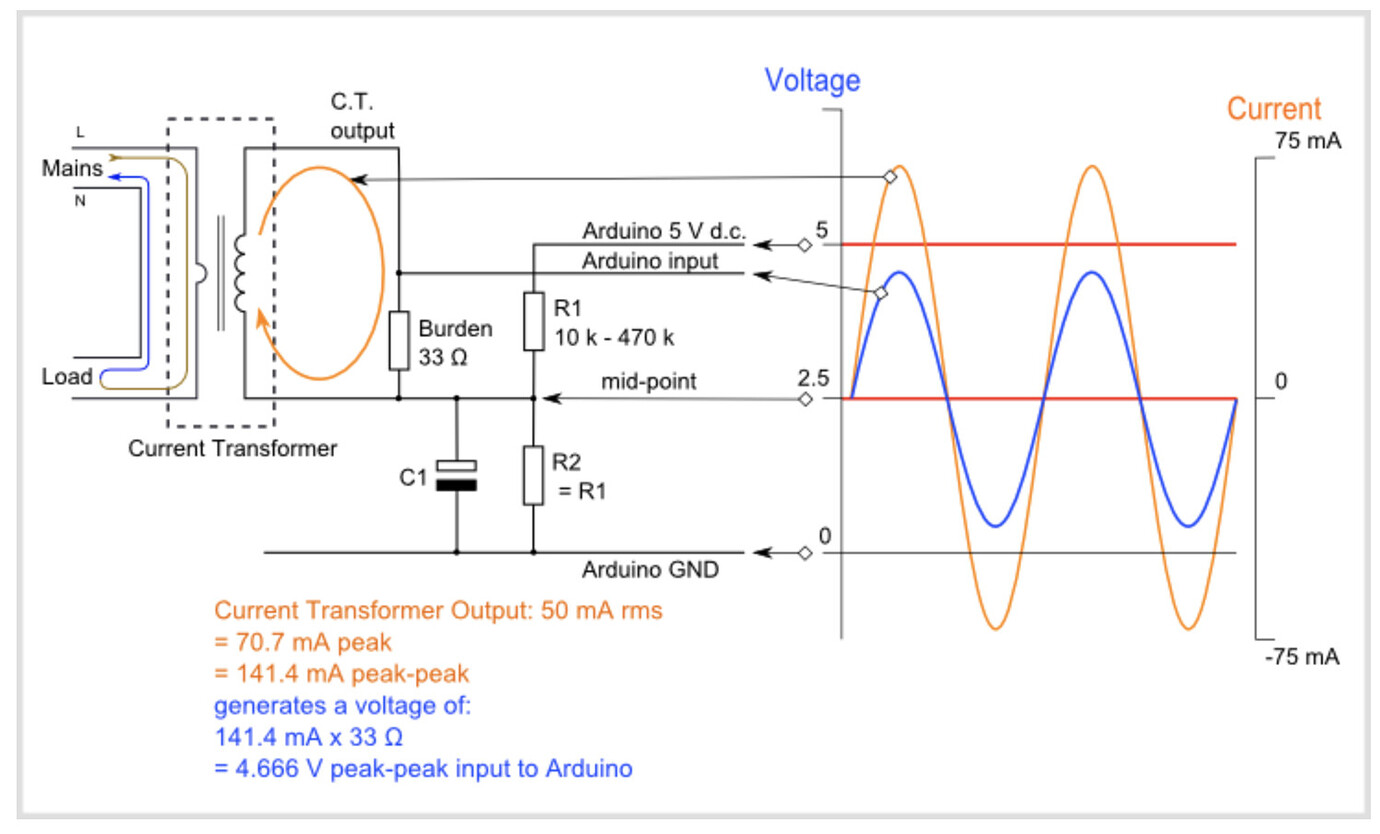 Voltage
Current
75 mA
C.T.
output
L
Mains
N
Arduino 5 V d.c.
5
Arduino input
R1
10 k - 470 k
Burden
33 Ω
mid-point
2.5
0
Load
Current Transformer
C1
R2
= R1
0
Arduino GND
-75 mA
Current Transformer Output: 50 mA rms
= 70.7 mA peak
= 141.4 mA peak-peak
generates a voltage of:
141.4 mA x 33 Ω
= 4.666 V peak-peak input to Arduino